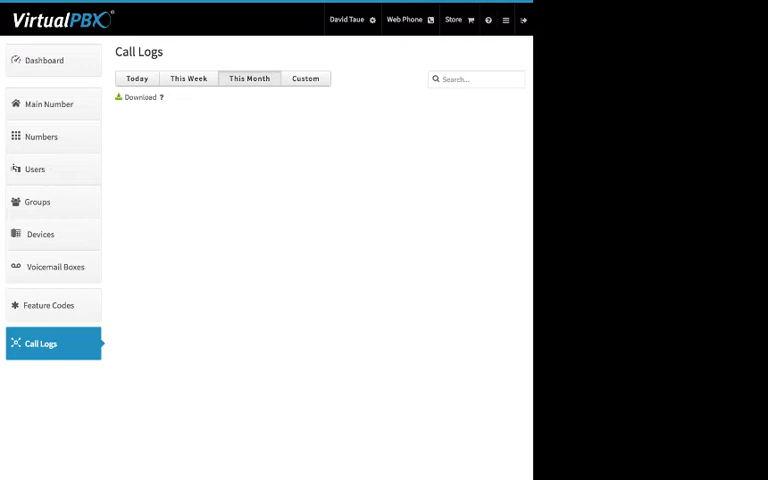 VirtualPBX
David Taue
Web Phone
Store
Call Logs
Today
This Week
This Month
Custom
Search...
Download ?
Dashboard
Main Number
Numbers
Users
Groups
Devices
Voicemail Boxes
Feature Codes
Call Logs